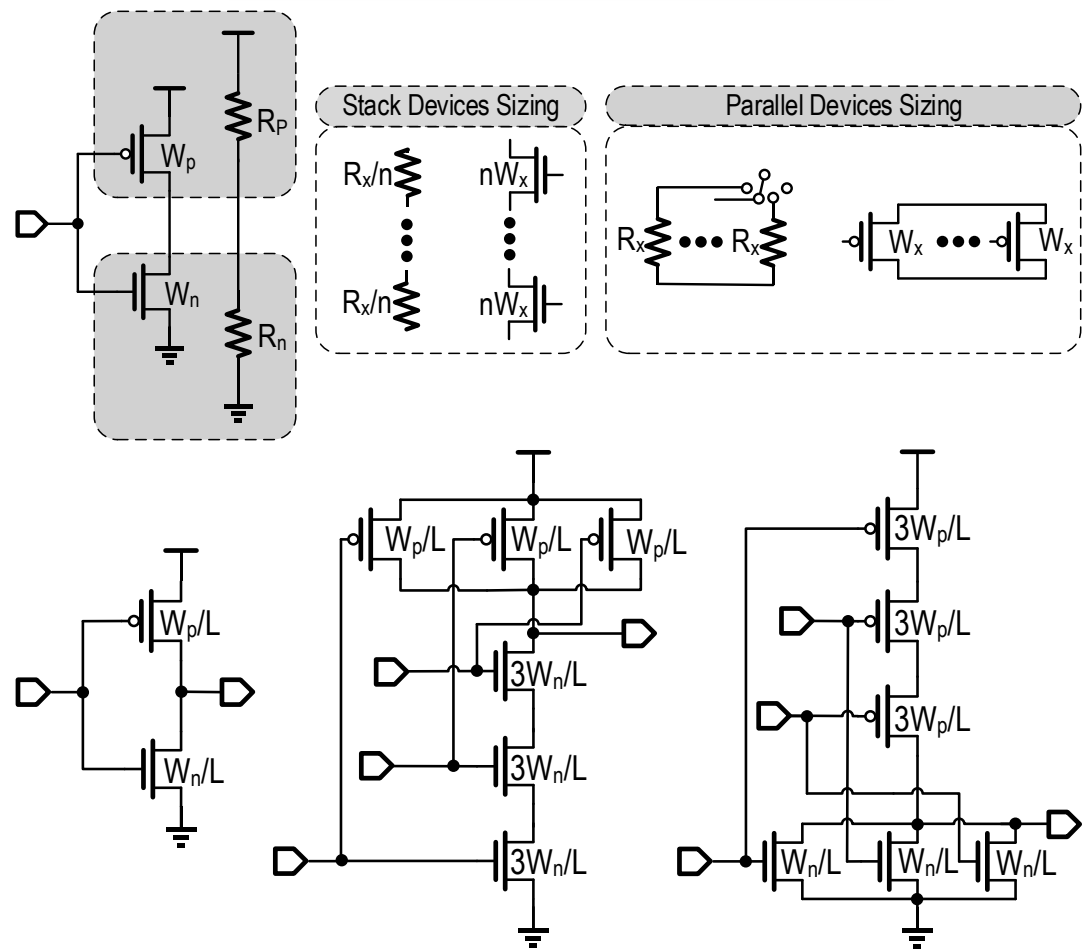 Stack Devices Sizing
Parallel Devices Sizing
Wp
RP
Wn
Rn
Rx/n
nWx
Rx/n
nWx
Rx
Rx
Wx
Wx
Wp/L
Wn/L
Wp/L
Wp/L
Wp/L
3Wn/L
3Wn/L
3Wn/L
3Wp/L
3Wp/L
3Wp/L
Wn/L
Wn/L
Wn/L